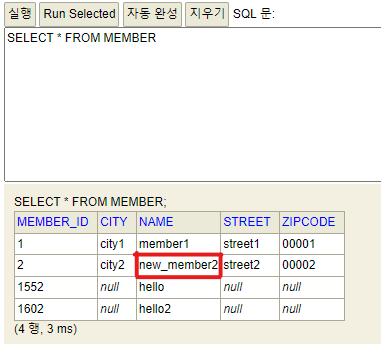 실행 Run Selected 자동 완성 지우기 SQL 문:
SELECT * FROM MEMBER
SELECT * FROM MEMBER;
MEMBER_ID CITY NAME STREET ZIPCODE
1 city1 member1 street1 00001
2 city2 new_member2 street2 00002
1552 null hello null null
1602 null hello2 null null
(4 행, 3 ms)